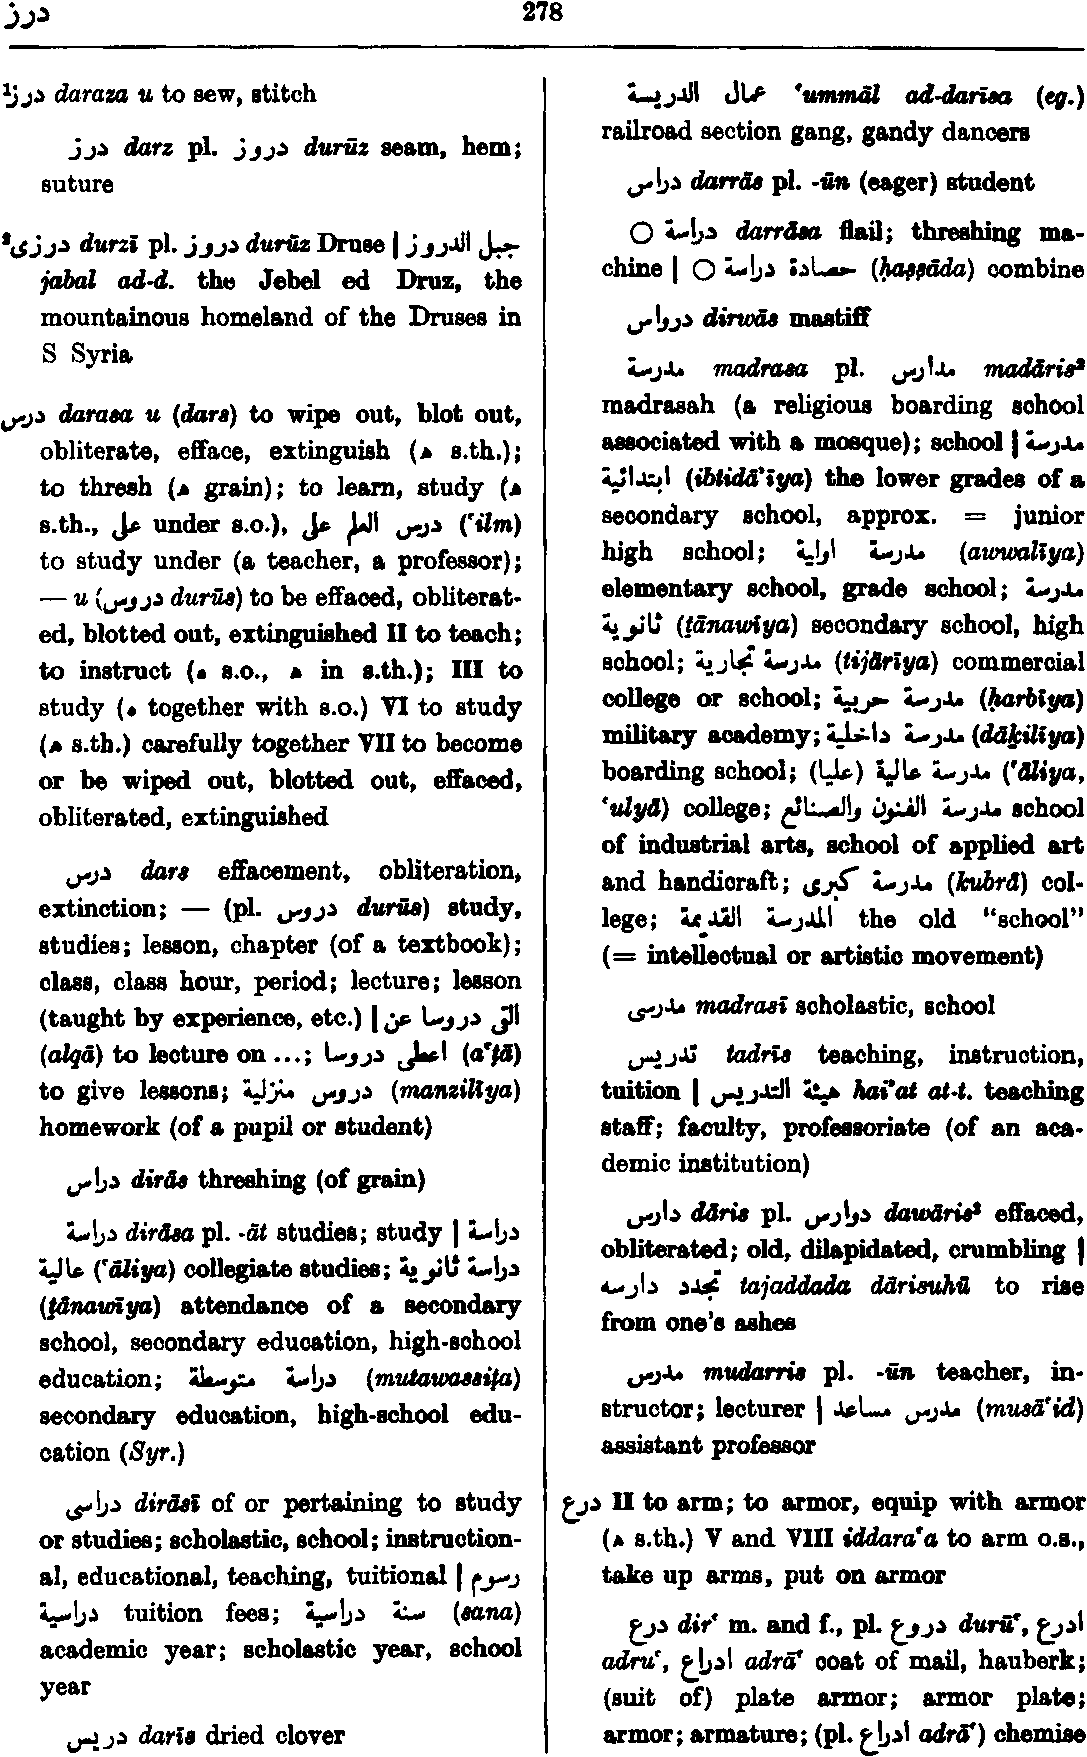 درز
278
¹درز daraza u to sew, stitch
درز darz pl. دروز durūz seam, hem;
suture
²درزى durzī pl. دروز durūz Druse | جبل الدروز
jabal ad-d. the Jebel ed Druz, the
mountainous homeland of the Druses in
S Syria
درس darasa u (dars) to wipe out, blot out,
obliterate, efface, extinguish (ﻫ s.th.);
to thresh (ﻫ grain); to learn, study (ﻫ
s.th., على under s.o.), درس العلم على (ʿilm)
to study under (a teacher, a professor);
— u (دروس durūs) to be effaced, obliterat-
ed, blotted out, extinguished II to teach;
to instruct (ه s.o., ﻫ in s.th.); III to
study (ه together with s.o.) VI to study
(ﻫ s.th.) carefully together VII to become
or be wiped out, blotted out, effaced,
obliterated, extinguished
درس dars effacement, obliteration,
extinction; — (pl. دروس durūs) study,
studies; lesson, chapter (of a textbook);
class, class hour, period; lecture; lesson
(taught by experience, etc.) | القى دروسا عن
(alqā) to lecture on ...; اعطى دروسا (aʿṭā)
to give lessons; دروس منزلية (manzilīya)
homework (of a pupil or student)
دراس dirās threshing (of grain)
دراسة dirāsa pl. -āt studies; study | دراسة
عالية (ʿāliya) collegiate studies; دراسة ثانوية
(ṯānawīya) attendance of a secondary
school, secondary education, high-school
education; دراسة متوسطة (mutawassiṭa)
secondary education, high-school edu-
cation (Syr.)
دراسى dirāsī of or pertaining to study
or studies; scholastic, school; instruction-
al, educational, teaching, tuitional | رسوم
دراسية tuition fees; سنة دراسية (sana)
academic year; scholastic year, school
year
دريس darīs dried clover
عمال الدريسة ʿummāl ad-darīsa (eg.)
railroad section gang, gandy dancers
دراس darrās pl. -ūn (eager) student
○ دراسة darrāsa flail; threshing ma-
chine | ○ حصادة دراسة (ḥaṣṣāda) combine
درواس dirwās mastiff
مدرسة madrasa pl. مدارس madāris²
madrasah (a religious boarding school
associated with a mosque); school | مدرسة
ابتدائية (ibtidāʾīya) the lower grades of a
secondary school, approx. = junior
high school; مدرسة اولية (awwalīya)
elementary school, grade school; مدرسة
ثانوية (ṯānawīya) secondary school, high
school; مدرسة تجارية (tijārīya) commercial
college or school; مدرسة حربية (ḥarbīya)
military academy; مدرسة داخلية (dāḵilīya)
boarding school; مدرسة عالية (عليا) (ʿāliya,
ʿulyā) college; مدرسة الفنون والصنائع school
of industrial arts, school of applied art
and handicraft; مدرسة كبرى (kubrā) col-
lege; المدرسة القديمة the old “school”
(= intellectual or artistic movement)
مدرسى madrasī scholastic, school
تدريس tadrīs teaching, instruction,
tuition | هيئة التدريس haiʾat at-t. teaching
staff; faculty, professoriate (of an aca-
demic institution)
دارس dāris pl. دوارس dawāris² effaced,
obliterated; old, dilapidated, crumbling |
تجدد دارسه tajaddada dārisuhū to rise
from one's ashes
مدرس mudarris pl. -ūn teacher, in-
structor; lecturer | مدرس مساعد (musāʿid)
assistant professor
درع II to arm; to armor, equip with armor
(ﻫ s.th.) V and VIII iddaraʿa to arm o.s.,
take up arms, put on armor
درع dirʿ m. and f., pl. دروع durūʿ, ادرع
adruʿ, ادراع adrāʿ coat of mail, hauberk;
(suit of) plate armor; armor plate;
armor; armature; (pl. ادراع adrāʿ) chemise